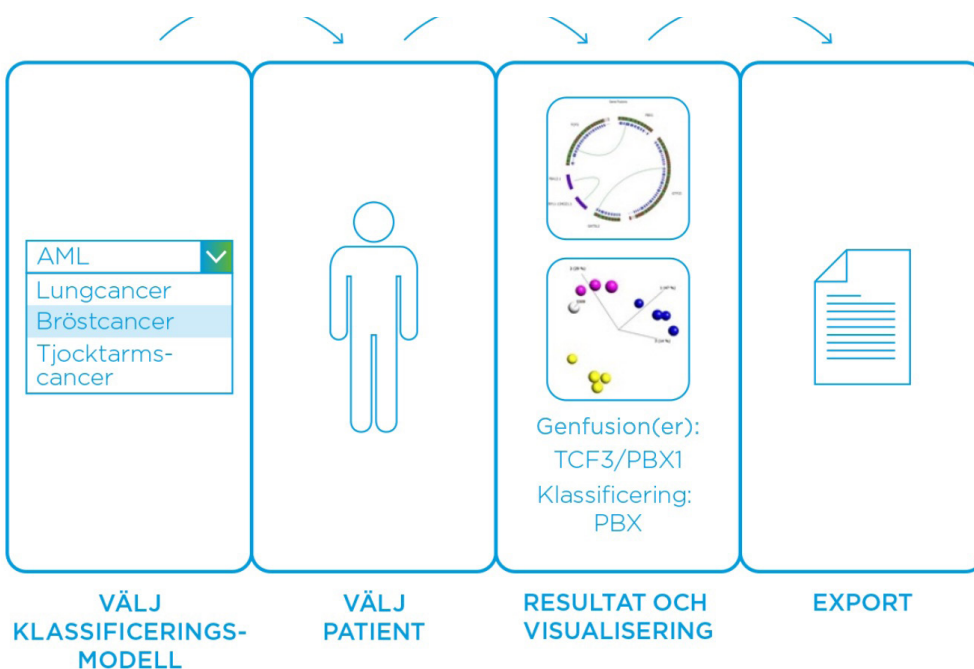 AML
Lungcancer
Bröstcancer
Tjocktarms-
cancer
Genfusion(er):
TCF3/PBX1
Klassificering:
PBX
VÄLJ
KLASSIFICERINGS-
MODELL
VÄLJ
PATIENT
RESULTAT OCH
VISUALISERING
EXPORT